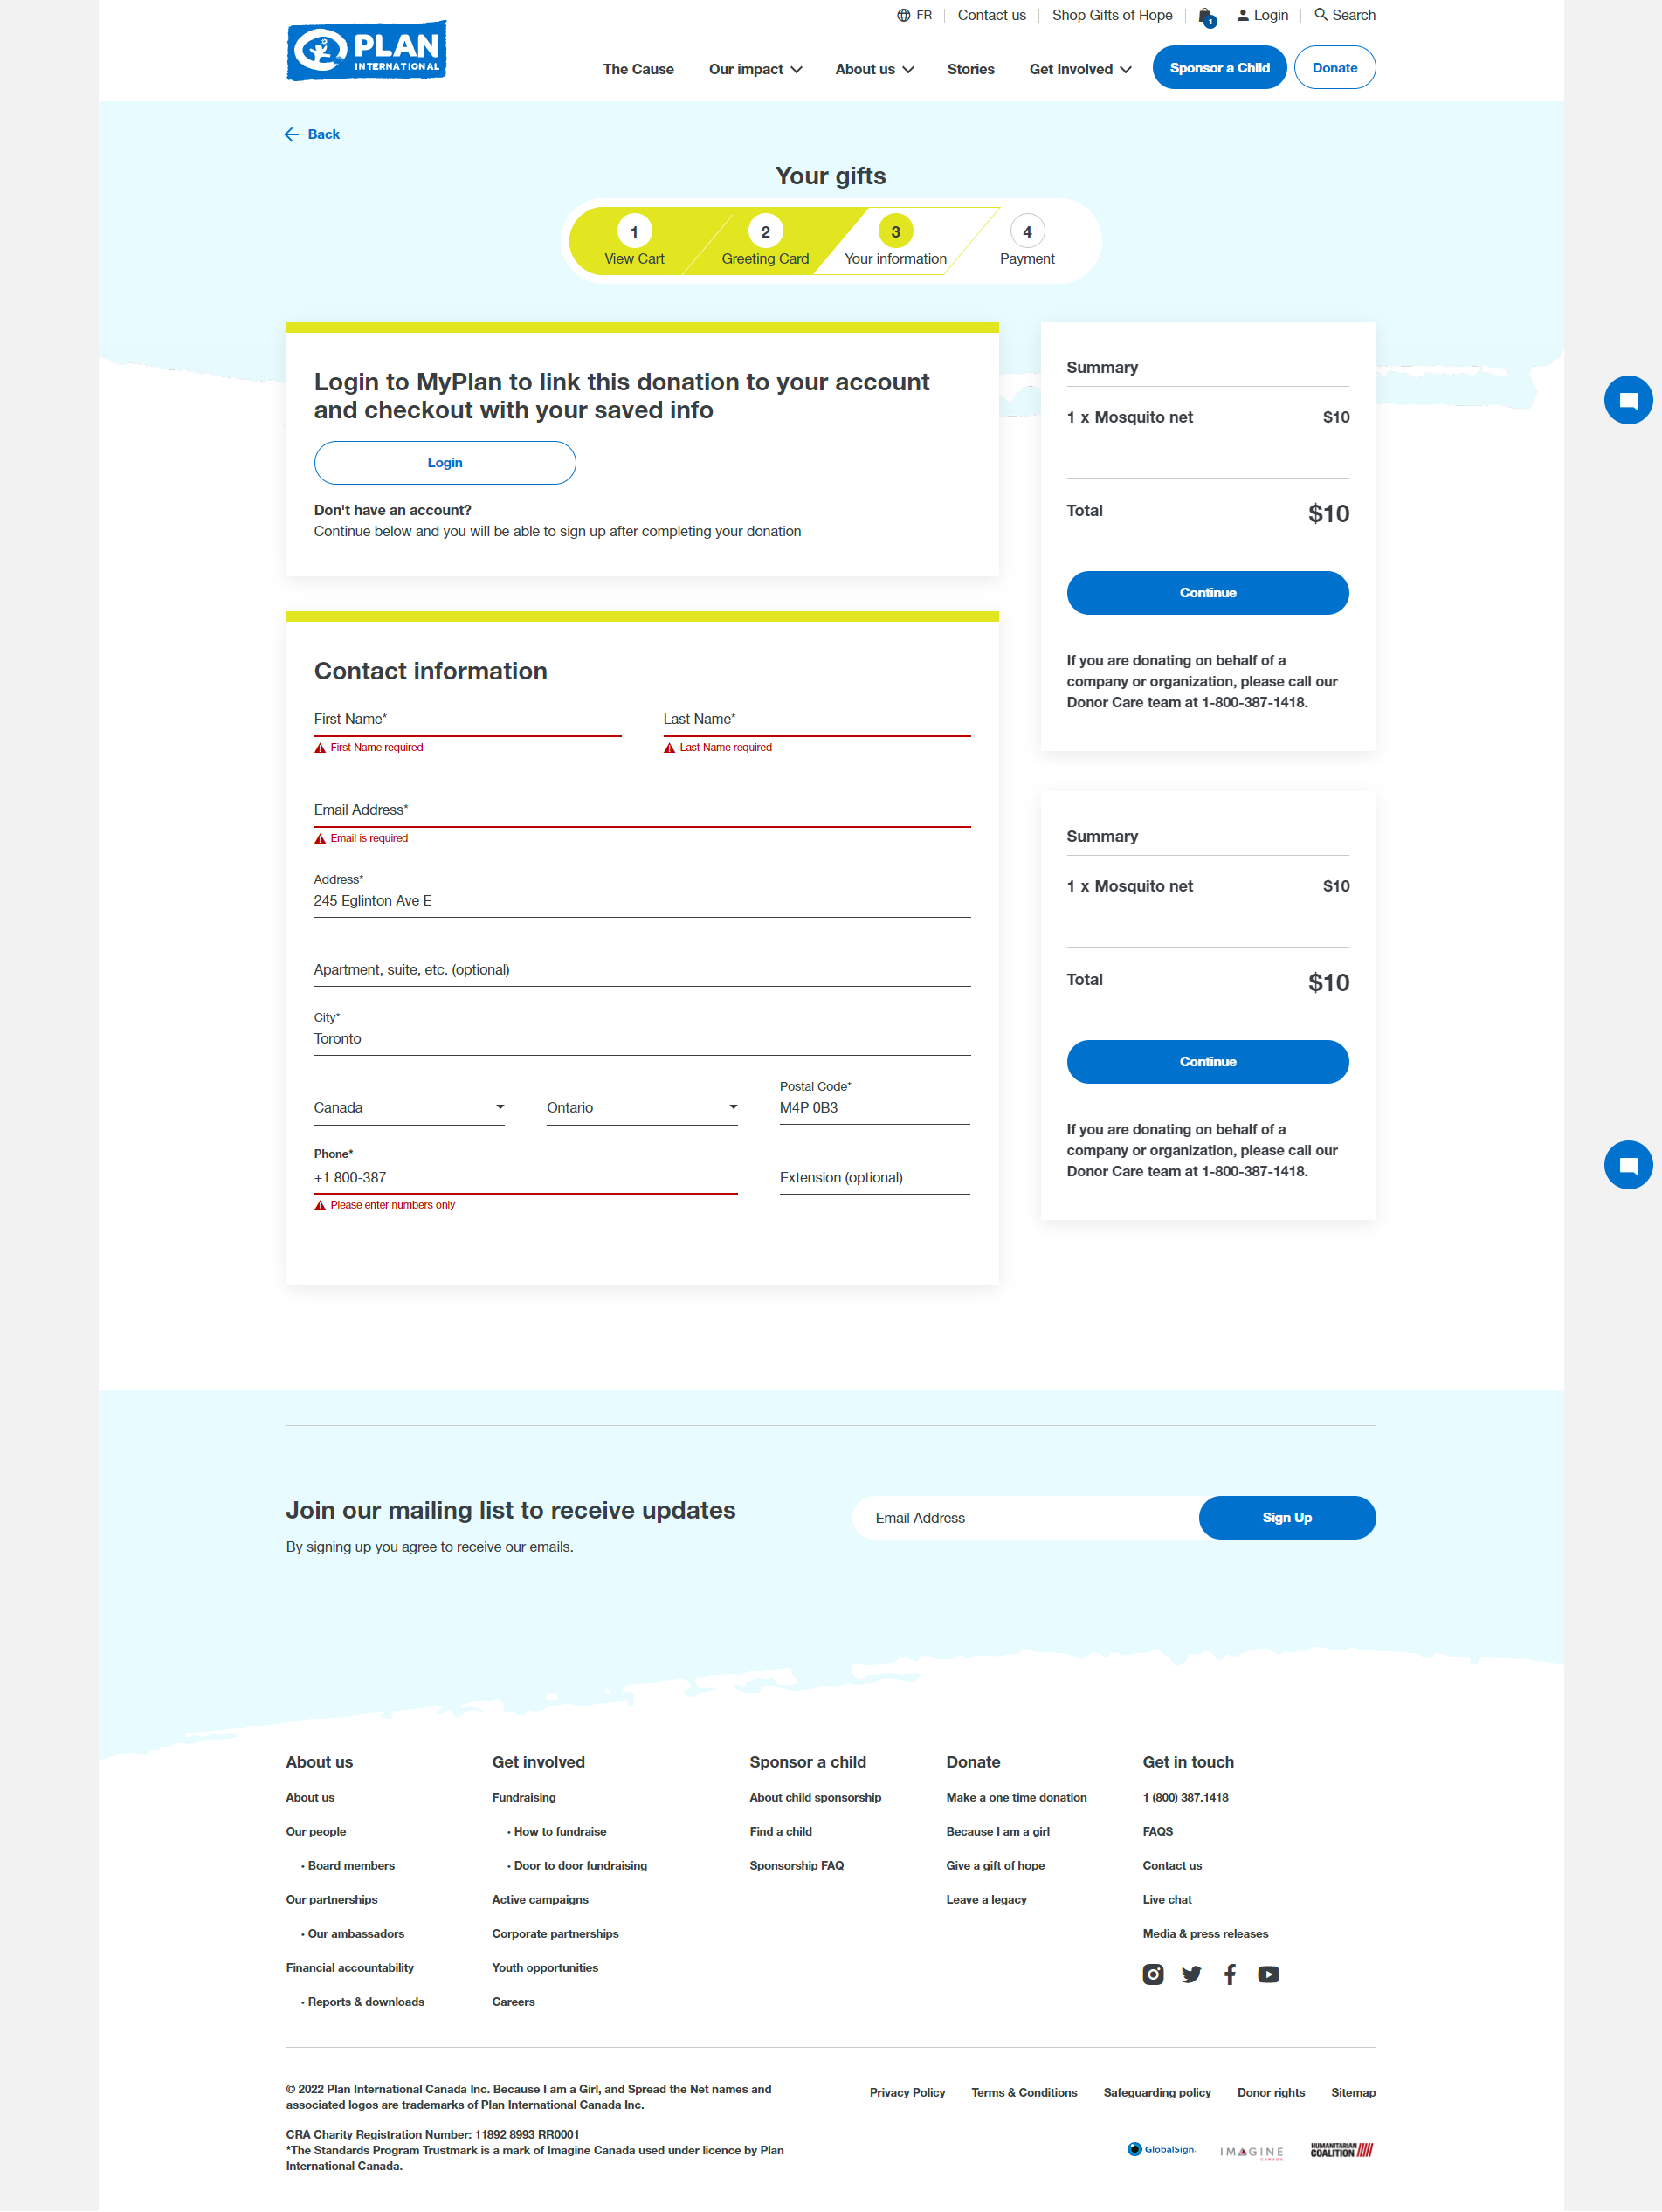 FR
Contact us
Shop Gifts of Hope
1
Login
Search
PLAN
INTERNATIONAL
The Cause
Our impact
About us
Stories
Get Involved
Sponsor a Child
Donate
Back
Your gifts
1
View Cart
2
Greeting Card
3
Your information
4
Payment
Login to MyPlan to link this donation to your account
and checkout with your saved info
Login
Don't have an account?
Continue below and you will be able to sign up after completing your donation
Summary
1 x Mosquito net $10
Total $10
Continue
If you are donating on behalf of a
company or organization, please call our
Donor Care team at 1-800-387-1418.
Contact information
First Name*
First Name required
Last Name*
Last Name required
Email Address*
Email is required
Address*
245 Eglinton Ave E
Apartment, suite, etc. (optional)
City*
Toronto
Canada
Ontario
Postal Code*
M4P 0B3
Phone*
+1 800-387
Please enter numbers only
Extension (optional)
Summary
1 x Mosquito net $10
Total $10
Continue
If you are donating on behalf of a
company or organization, please call our
Donor Care team at 1-800-387-1418.
Join our mailing list to receive updates
By signing up you agree to receive our emails.
Email Address
Sign Up
About us
About us
Our people
• Board members
Our partnerships
• Our ambassadors
Financial accountability
• Reports & downloads
Get involved
Fundraising
• How to fundraise
• Door to door fundraising
Active campaigns
Corporate partnerships
Youth opportunities
Careers
Sponsor a child
About child sponsorship
Find a child
Sponsorship FAQ
Donate
Make a one time donation
Because I am a girl
Give a gift of hope
Leave a legacy
Get in touch
1 (800) 387.1418
FAQS
Contact us
Live chat
Media & press releases
© 2022 Plan International Canada Inc. Because I am a Girl, and Spread the Net names and
associated logos are trademarks of Plan International Canada Inc.
CRA Charity Registration Number: 11892 8993 RR0001
*The Standards Program Trustmark is a mark of Imagine Canada used under licence by Plan
International Canada.
Privacy Policy
Terms & Conditions
Safeguarding policy
Donor rights
Sitemap
GlobalSign.
IMAGINE
CANADA
HUMANITARIAN
COALITION